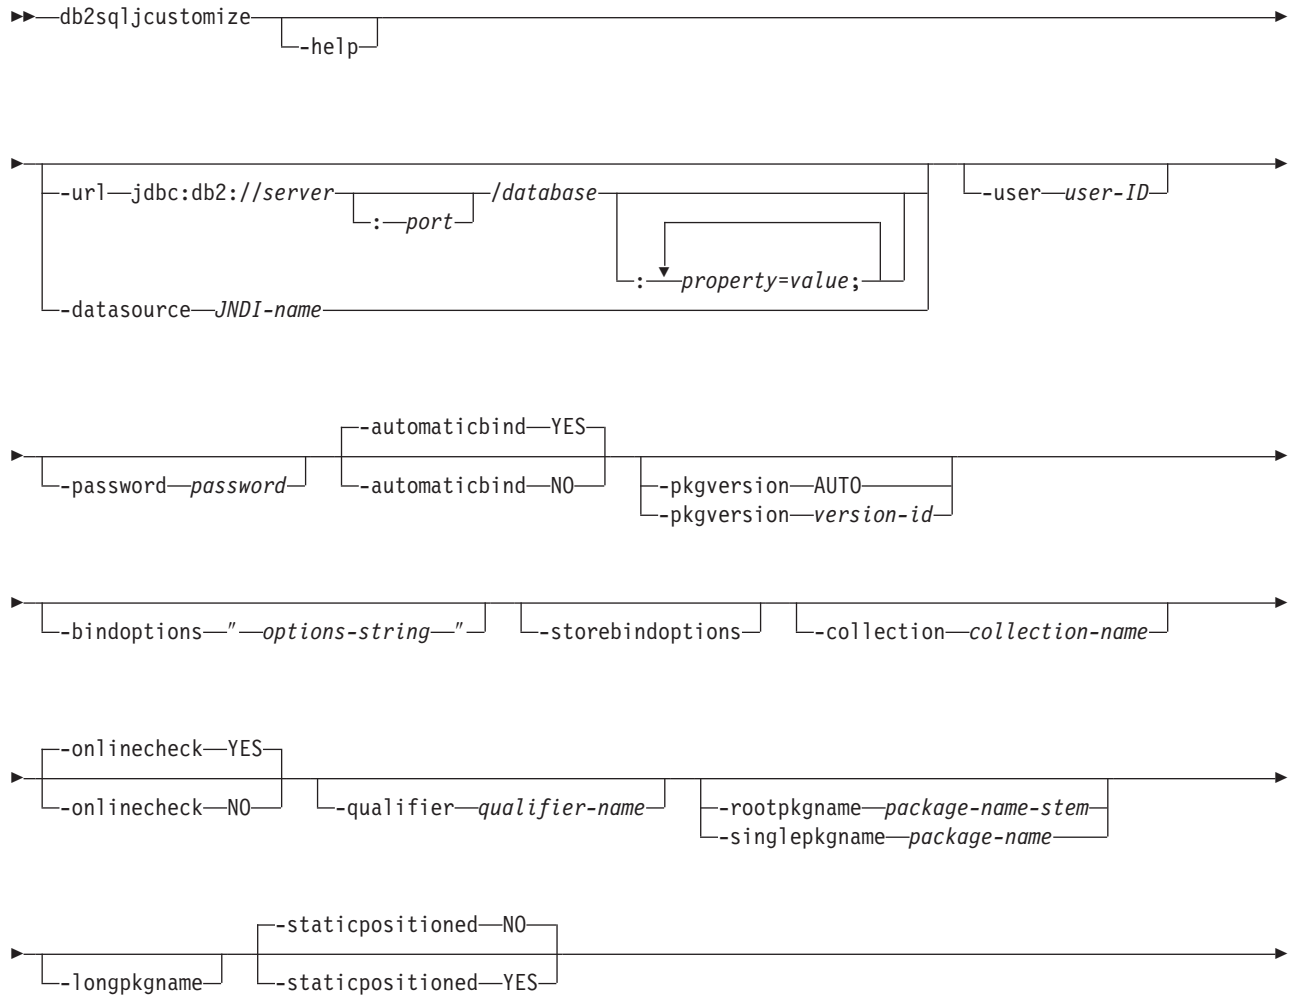 db2sqljcustomize
-help
-url jdbc:db2://server /database -user user-ID
: port
: property=value;
-datasource JNDI-name
-automaticbind YES
-password password -automaticbind NO -pkgversion AUTO
-pkgversion version-id
-bindoptions " options-string " -storebindoptions -collection collection-name
-onlinecheck YES
-onlinecheck NO -qualifier qualifier-name -rootpkgname package-name-stem
-singlepkgname package-name
-staticpositioned NO
-longpkgname -staticpositioned YES